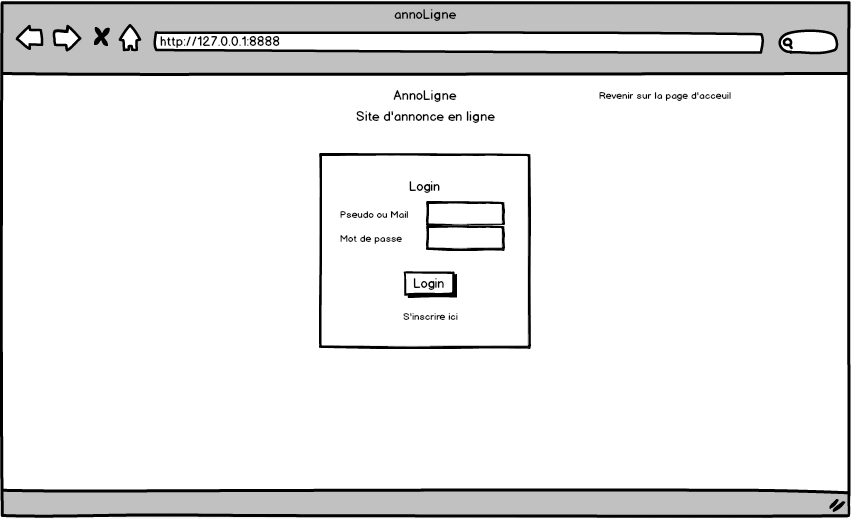 annoLigne
http://127.0.0.1:8888
AnnoLigne
Revenir sur la page d'acceuil
Site d'annonce en ligne
Login
Pseudo ou Mail
Mot de passe
Login
S'inscrire ici